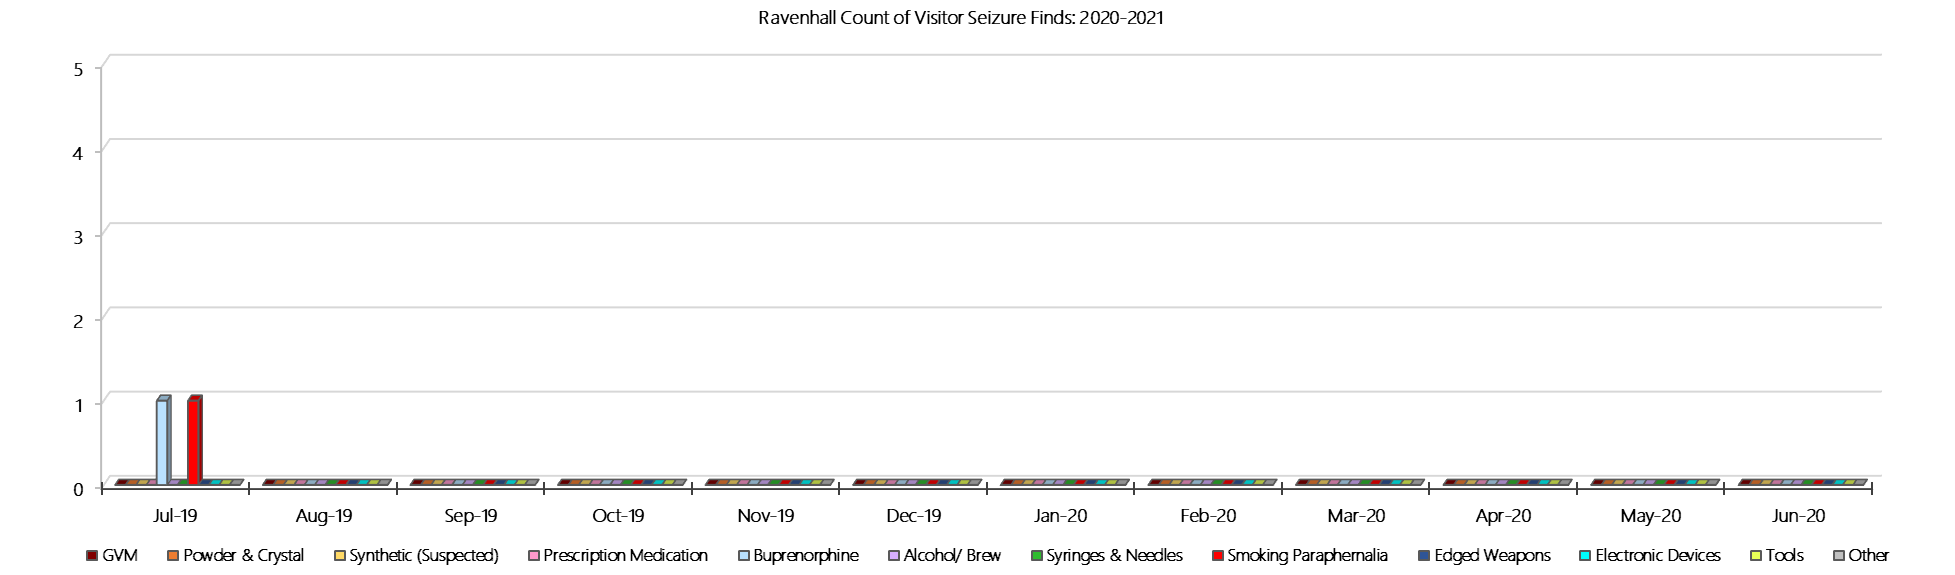 Ravenhall Count of Visitor Seizure Finds: 2020-2021
5
4
3
2
1
0
Jul-19 Aug-19 Sep-19 Oct-19 Nov-19 Dec-19 Jan-20 Feb-20 Mar-20 Apr-20 May-20 Jun-20
GVM Powder & Crystal Synthetic (Suspected) Prescription Medication Buprenorphine Alcohol/ Brew Syringes & Needles Smoking Paraphernalia Edged Weapons Electronic Devices Tools Other